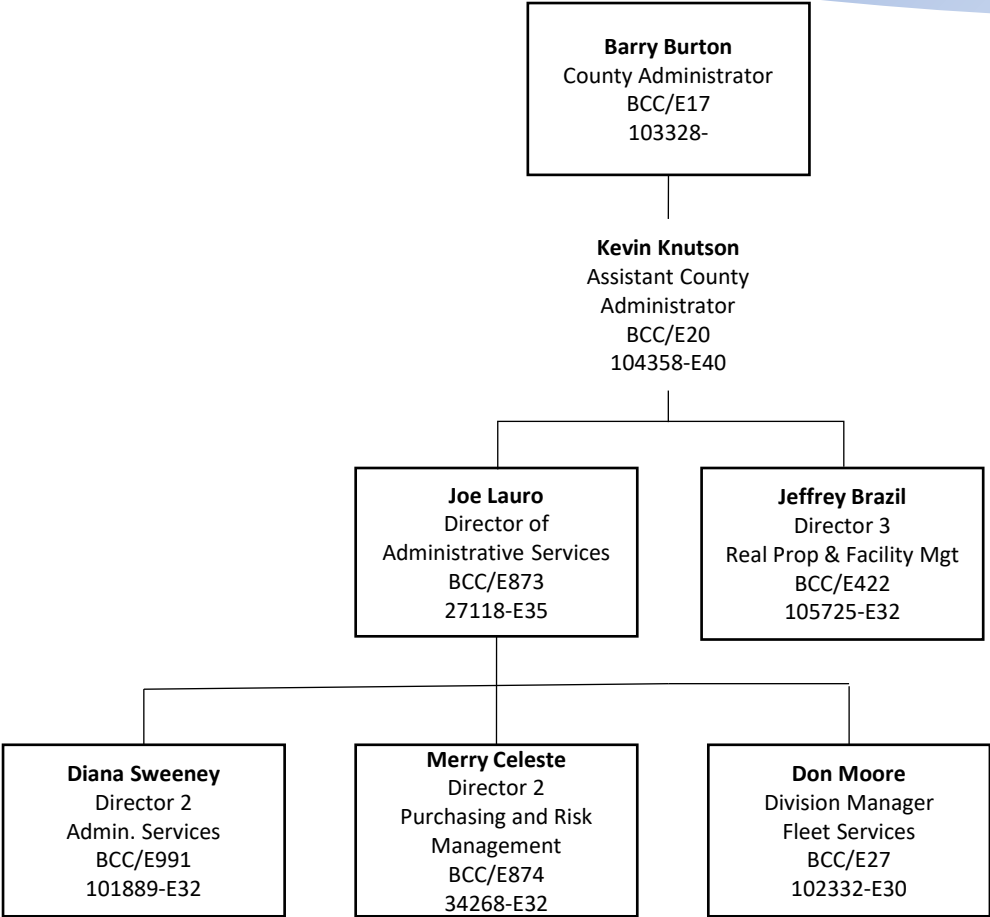 Barry Burton
County Administrator
BCC/E17
103328-
Kevin Knutson
Assistant County
Administrator
BCC/E20
104358-E40
Joe Lauro
Director of
Administrative Services
BCC/E873
27118-E35
Jeffrey Brazil
Director 3
Real Prop & Facility Mgt
BCC/E422
105725-E32
Diana Sweeney
Director 2
Admin. Services
BCC/E991
101889-E32
Merry Celeste
Director 2
Purchasing and Risk
Management
BCC/E874
34268-E32
Don Moore
Division Manager
Fleet Services
BCC/E27
102332-E30